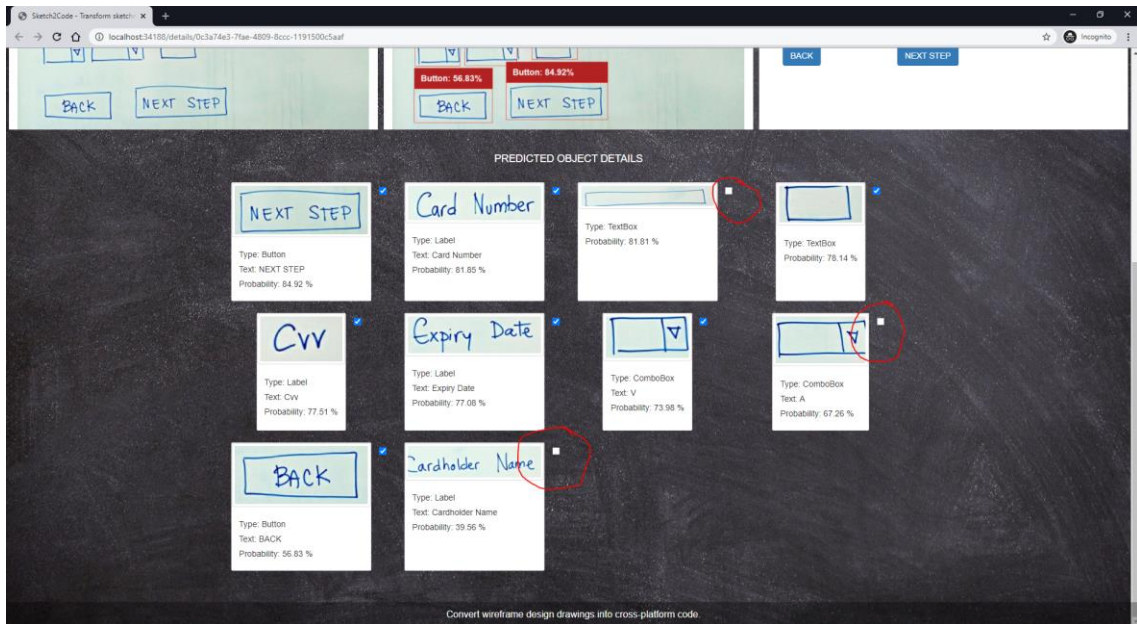 Sketch2Code - Transform sketch
localhost:34188/details/0c3a74e3-7fae-4809-8ccc-1191500c5aaf
Incognito
BACK
NEXT STEP
Button: 56.83%
Button: 84.92%
BACK
NEXT STEP
BACK
NEXT STEP
PREDICTED OBJECT DETAILS
NEXT STEP
Type: Button
Text: NEXT STEP
Probability: 84.92 %
Card Number
Type: Label
Text: Card Number
Probability: 81.85 %
Type: TextBox
Probability: 81.81 %
Type: TextBox
Probability: 78.14 %
Cvv
Type: Label
Text: Cvv
Probability: 77.51 %
Expiry Date
Type: Label
Text: Expiry Date
Probability: 77.08 %
Type: ComboBox
Text: V
Probability: 73.98 %
Type: ComboBox
Text: A
Probability: 67.26 %
BACK
Type: Button
Text: BACK
Probability: 56.83 %
Cardholder Name
Type: Label
Text: Cardholder Name
Probability: 39.56 %
Convert wireframe design drawings into cross-platform code.